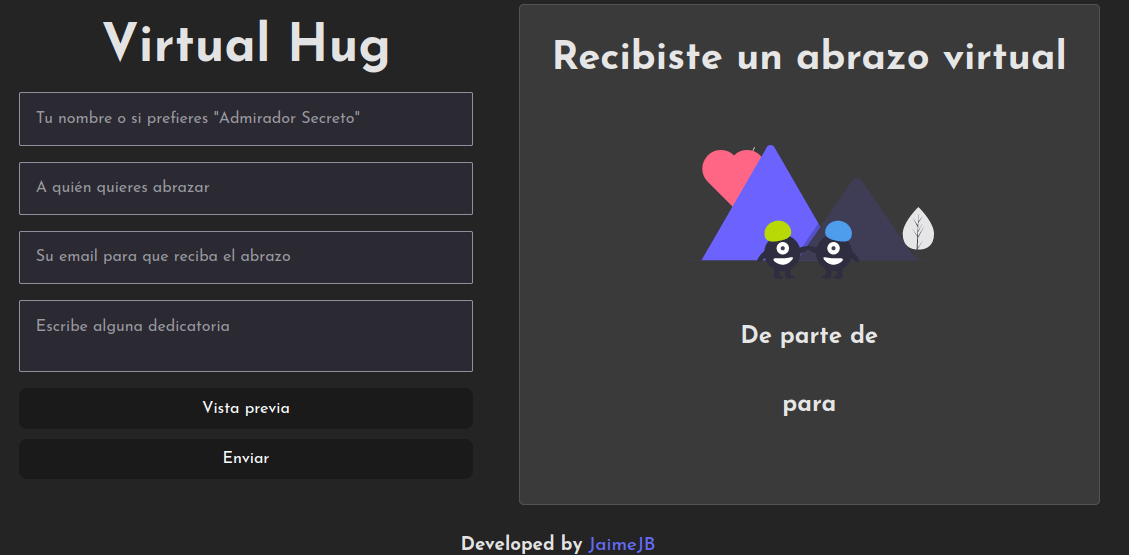 Virtual Hug
Tu nombre o si prefieres "Admirador Secreto"
A quién quieres abrazar
Su email para que reciba el abrazo
Escribe alguna dedicatoria
Vista previa
Enviar
Recibiste un abrazo virtual
De parte de
para
Developed by JaimeJB